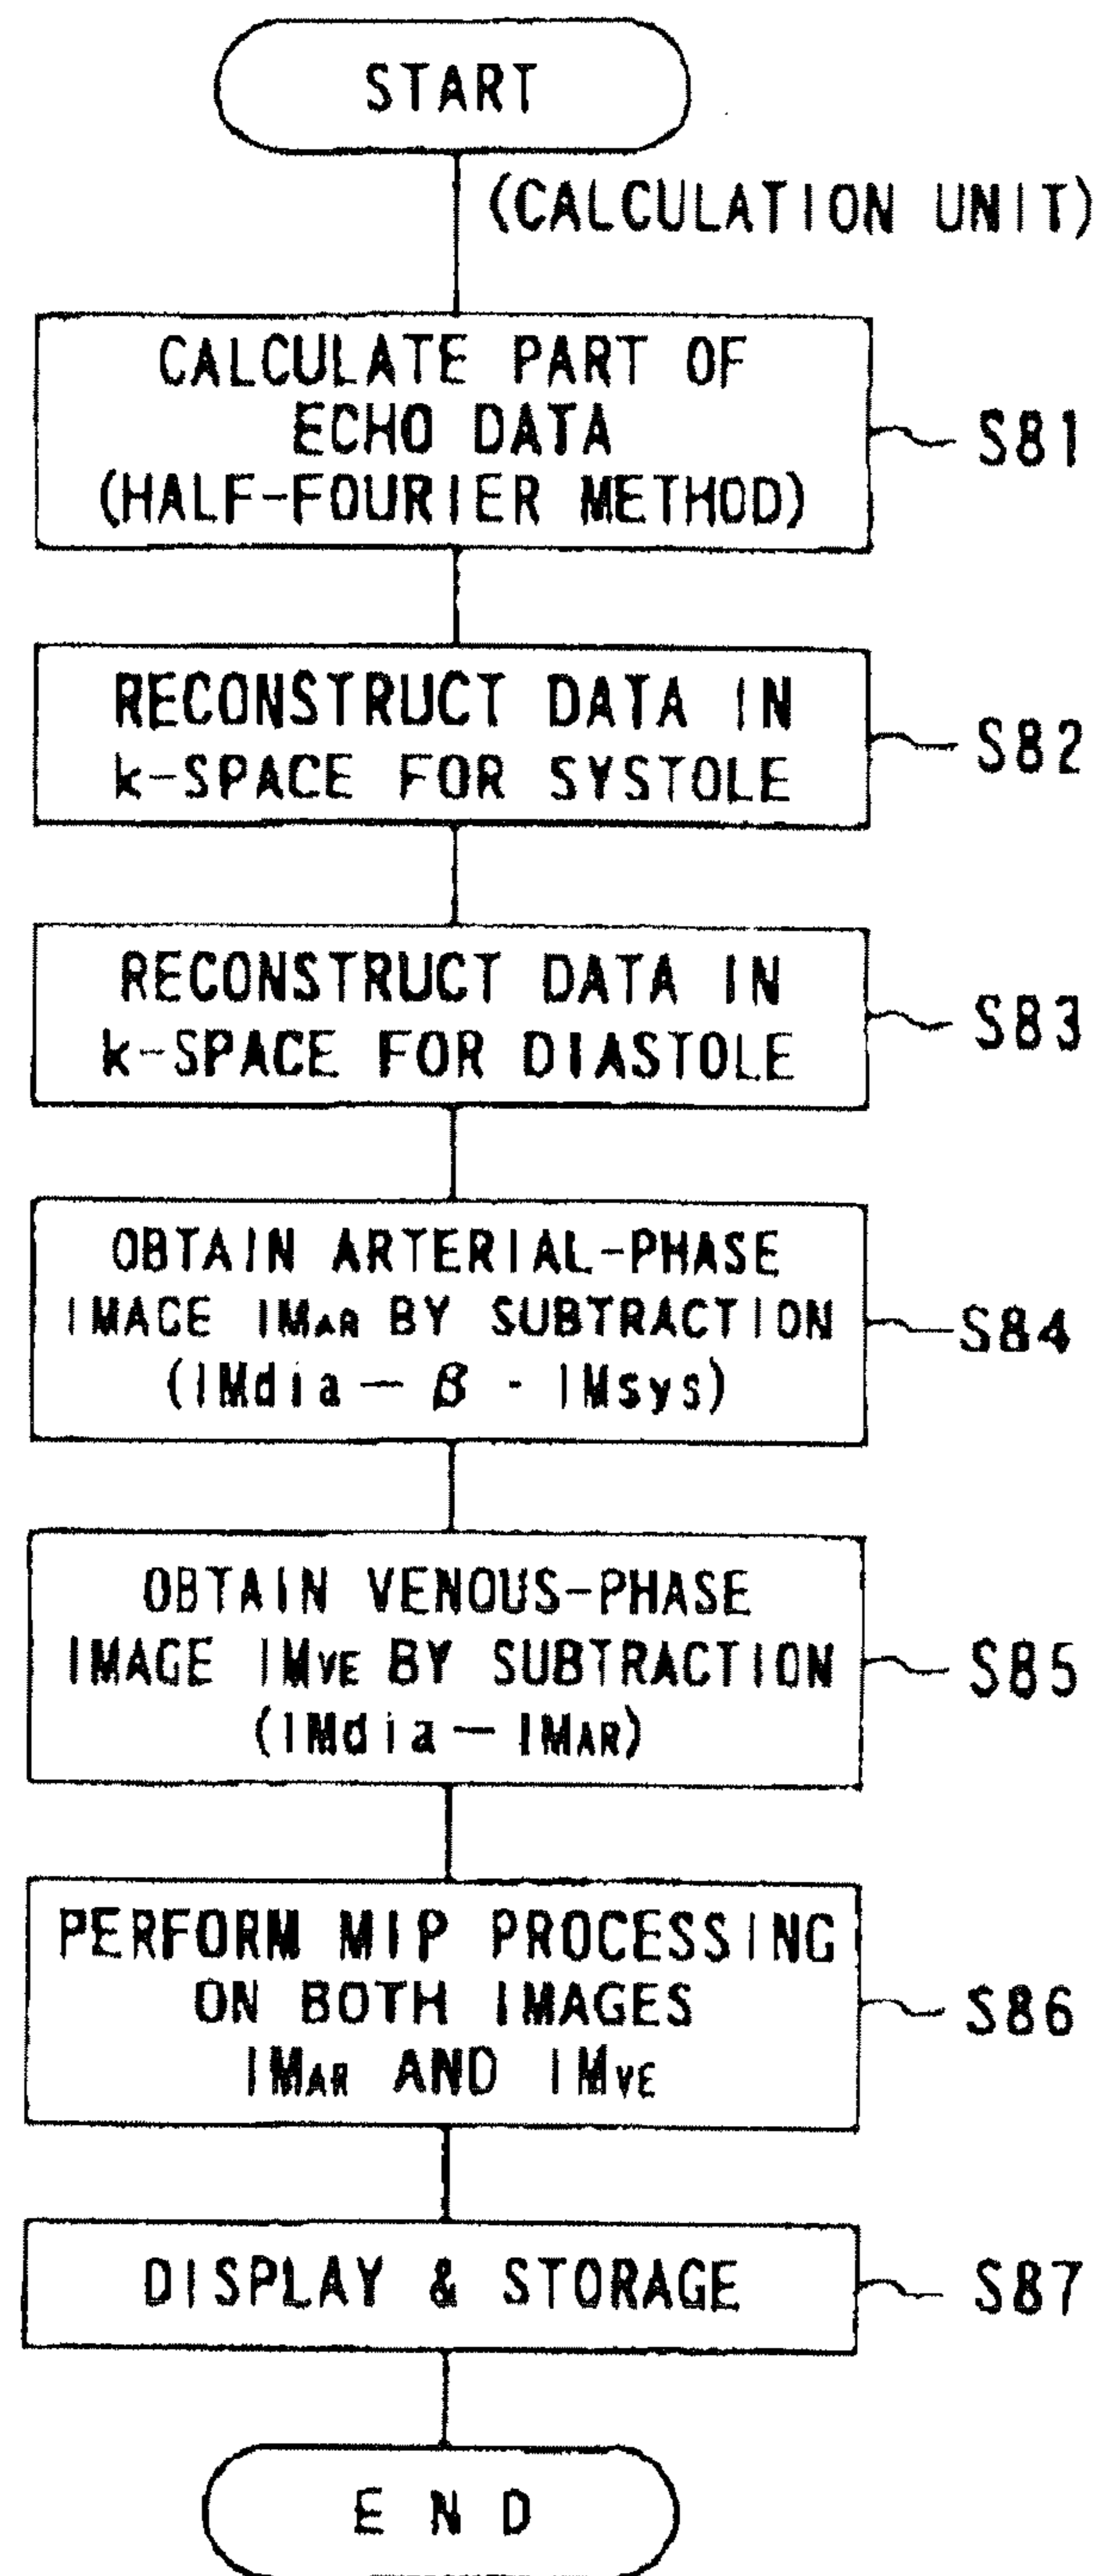 START
(CALCULATION UNIT)
CALCULATE PART OF
ECHO DATA
(HALF-FOURIER METHOD)
S81
RECONSTRUCT DATA IN
k-SPACE FOR SYSTOLE
S82
RECONSTRUCT DATA IN
k-SPACE FOR DIASTOLE
S83
OBTAIN ARTERIAL-PHASE
IMAGE IMAR BY SUBTRACTION
(IMdia - β · IMsys)
S84
OBTAIN VENOUS-PHASE
IMAGE IMVE BY SUBTRACTION
(IMdia - IMAR)
S85
PERFORM MIP PROCESSING
ON BOTH IMAGES
IMAR AND IMVE
S86
DISPLAY & STORAGE
S87
END